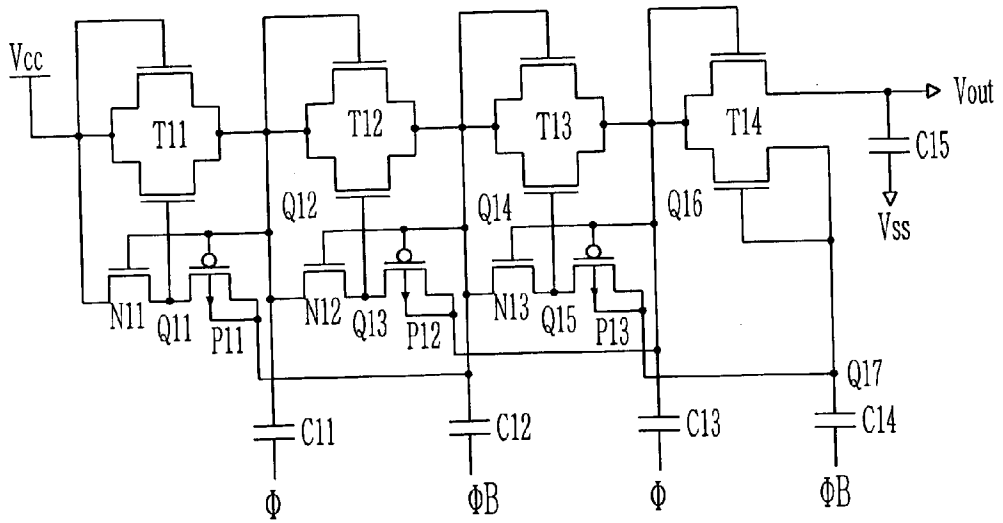 Vcc
T11
T12
T13
T14
Vout
C15
Vss
Q12
Q14
Q16
N11
Q11
P11
N12
Q13
P12
N13
Q15
P13
Q17
C11
C12
C13
C14
Φ
ΦB
Φ
ΦB